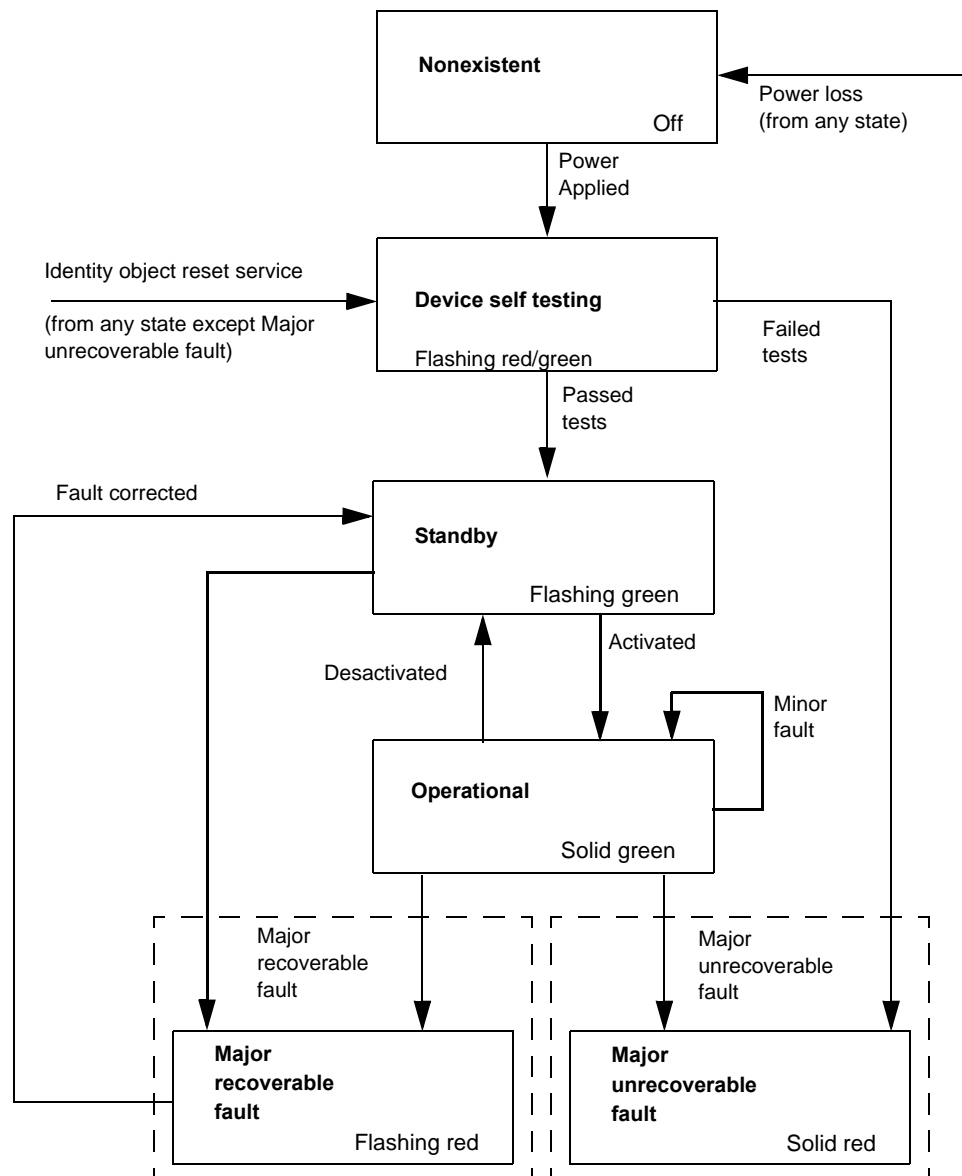 Nonexistent
Off
Power loss
(from any state)
Power
Applied
Identity object reset service
(from any state except Major
unrecoverable fault)
Device self testing
Flashing red/green
Failed
tests
Passed
tests
Fault corrected
Standby
Flashing green
Activated
Desactivated
Minor
fault
Operational
Solid green
Major
recoverable
fault
Major
unrecoverable
fault
Major
recoverable
fault
Flashing red
Major
unrecoverable
fault
Solid red